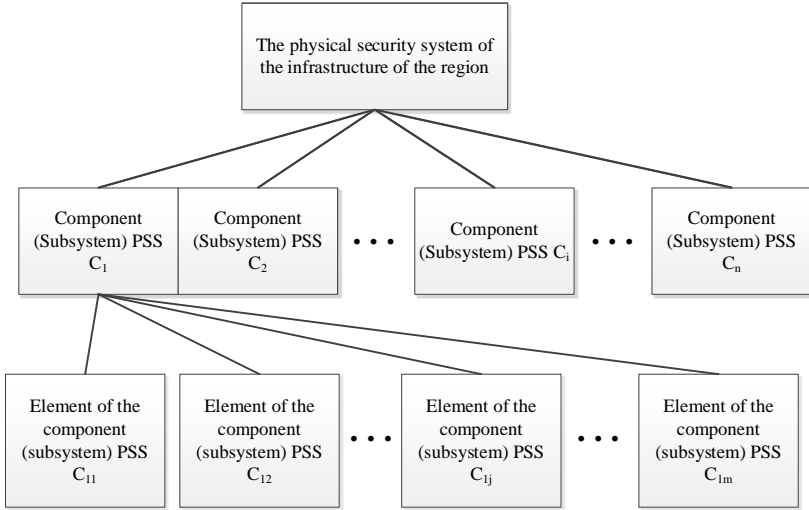 The physical security system of
the infrastructure of the region
Component
(Subsystem) PSS
C₁
Component
(Subsystem) PSS
C₂
• • •
Component
(Subsystem) PSS Cᵢ
• • •
Component
(Subsystem) PSS
Cₙ
Element of the
component
(subsystem) PSS
C₁₁
Element of the
component
(subsystem) PSS
C₁₂
• • •
Element of the
component
(subsystem) PSS
C₁ⱼ
• • •
Element of the
component
(subsystem) PSS
C₁ₘ